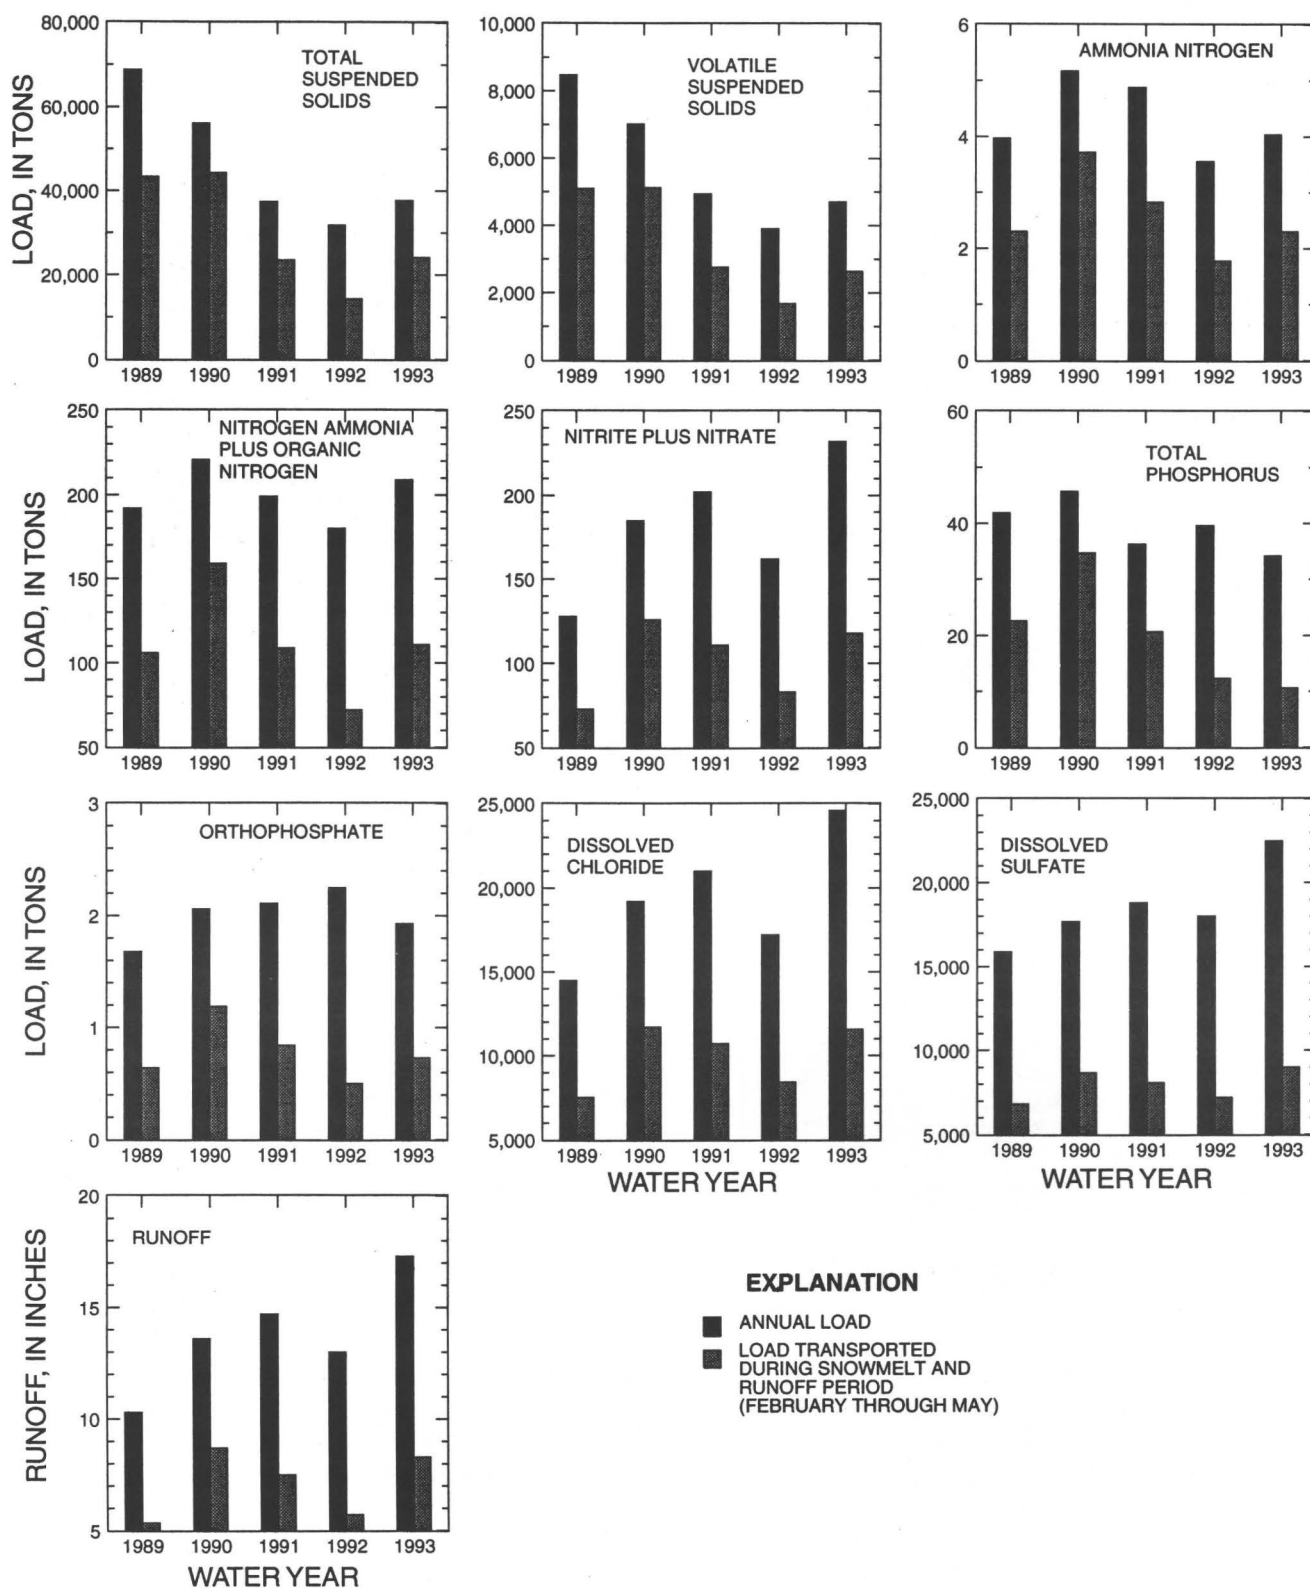 80,000
60,000
40,000
20,000
0
LOAD, IN TONS
TOTAL
SUSPENDED
SOLIDS
1989 1990 1991 1992 1993
10,000
8,000
6,000
4,000
2,000
0
VOLATILE
SUSPENDED
SOLIDS
1989 1990 1991 1992 1993
6
4
2
0
AMMONIA NITROGEN
1989 1990 1991 1992 1993
250
200
150
100
50
LOAD, IN TONS
NITROGEN AMMONIA
PLUS ORGANIC
NITROGEN
1989 1990 1991 1992 1993
250
200
150
100
50
NITRITE PLUS NITRATE
1989 1990 1991 1992 1993
60
40
20
0
TOTAL
PHOSPHORUS
1989 1990 1991 1992 1993
3
2
1
0
LOAD, IN TONS
ORTHOPHOSPHATE
1989 1990 1991 1992 1993
25,000
20,000
15,000
10,000
5,000
DISSOLVED
CHLORIDE
1989 1990 1991 1992 1993
WATER YEAR
25,000
20,000
15,000
10,000
5,000
DISSOLVED
SULFATE
1989 1990 1991 1992 1993
WATER YEAR
20
15
10
5
RUNOFF, IN INCHES
RUNOFF
1989 1990 1991 1992 1993
WATER YEAR
EXPLANATION
ANNUAL LOAD
LOAD TRANSPORTED
DURING SNOWMELT AND
RUNOFF PERIOD
(FEBRUARY THROUGH MAY)